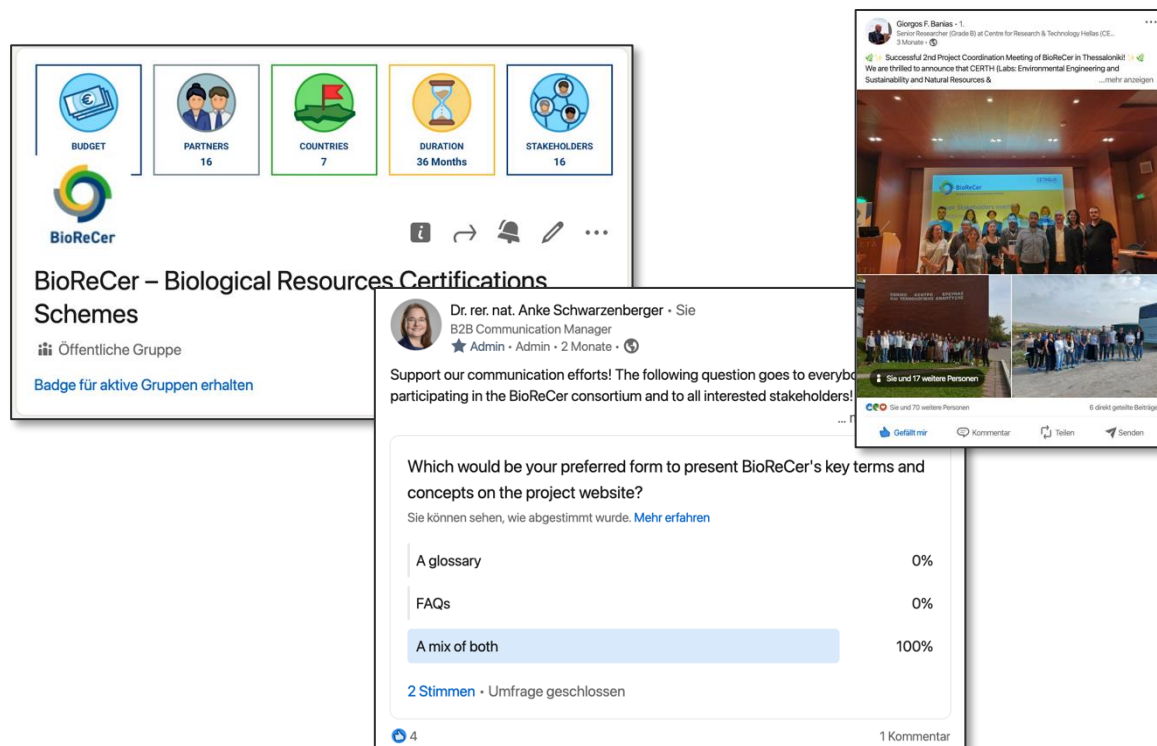 BUDGET
PARTNERS
16
COUNTRIES
7
DURATION
36 Months
STAKEHOLDERS
16
BioReCer
BioReCer – Biological Resources Certifications
Schemes
Öffentliche Gruppe
Badge für aktive Gruppen erhalten
Dr. rer. nat. Anke Schwarzenberger • Sie
B2B Communication Manager
Admin • Admin • 2 Monate •
Support our communication efforts! The following question goes to everybo
participating in the BioReCer consortium and to all interested stakeholders!
...
Which would be your preferred form to present BioReCer's key terms and
concepts on the project website?
Sie können sehen, wie abgestimmt wurde. Mehr erfahren
A glossary 0%
FAQs 0%
A mix of both 100%
2 Stimmen • Umfrage geschlossen
4 1 Kommentar
Giorgos F. Banias • 1.
Senior Researcher (Grade B) at Centre for Research & Technology Hellas (CE...
3 Monate •
Successful 2nd Project Coordination Meeting of BioReCer in Thessaloniki!
We are thrilled to announce that CERTH (Labs: Environmental Engineering and
Sustainability and Natural Resources & ...mehr anzeigen
BioReCer
Sie und 17 weitere Personen
Sie und 70 weitere Personen 6 direkt geteilte Beiträge
Gefällt mir Kommentar Teilen Senden